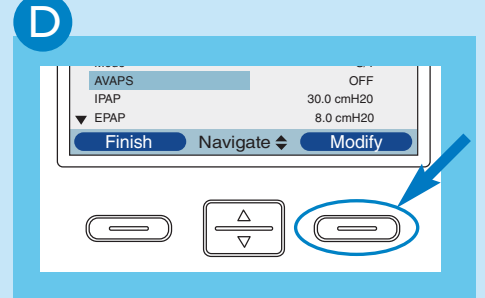 D
AVAPS OFF
IPAP 30.0 cmH20
▼ EPAP 8.0 cmH20
Finish Navigate Modify